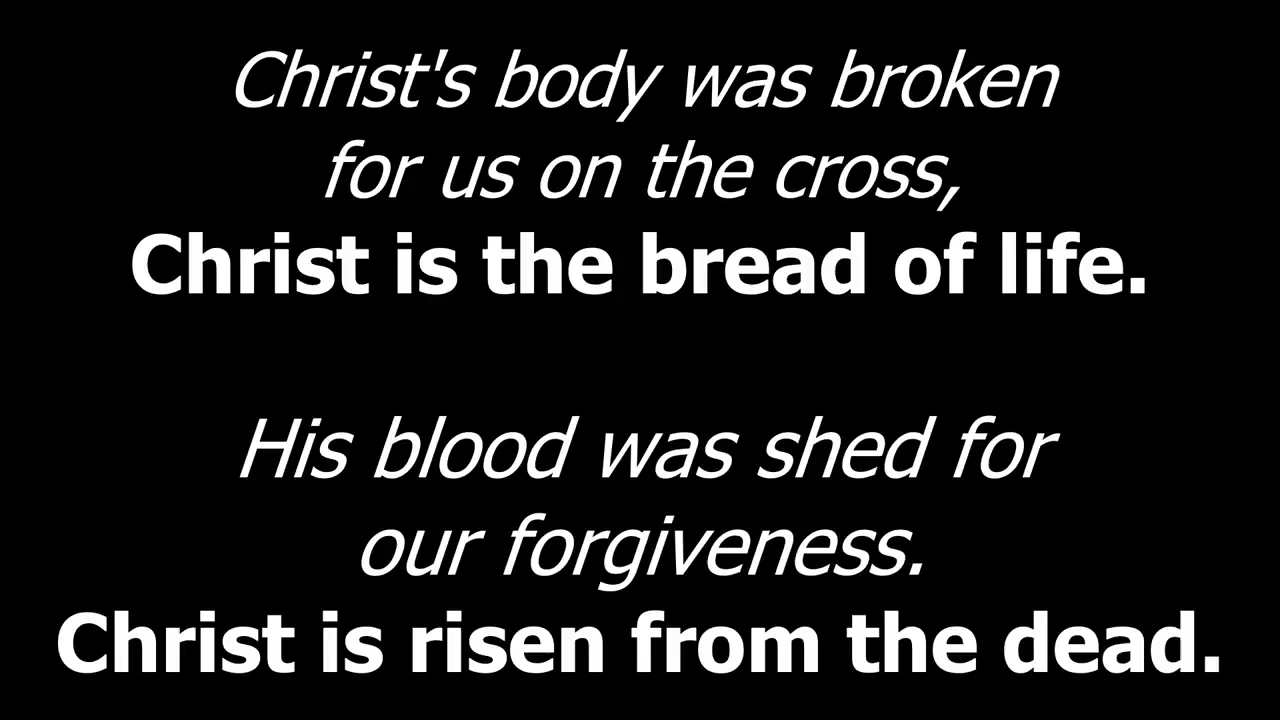 Christ's body was broken
for us on the cross,
Christ is the bread of life.
His blood was shed for
our forgiveness.
Christ is risen from the dead.